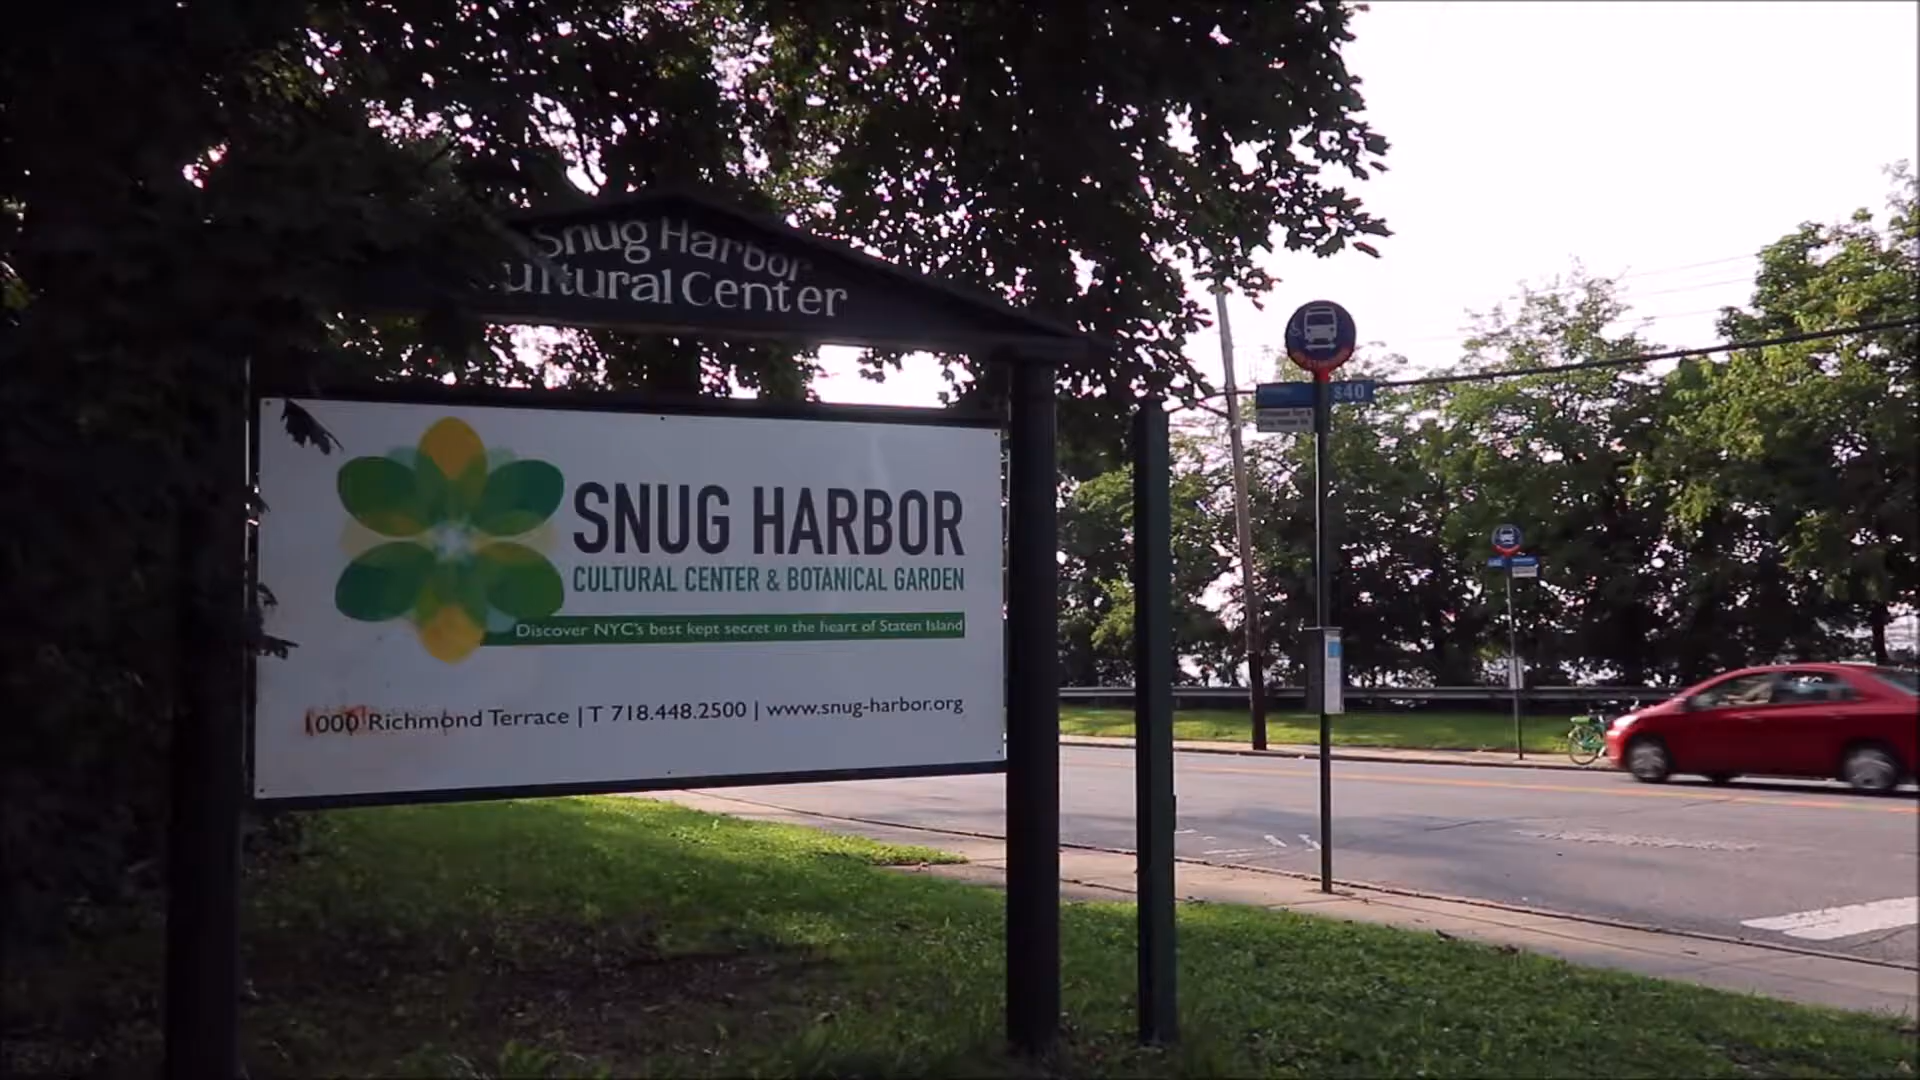 Snug Harbor
ultural Center
SNUG HARBOR
CULTURAL CENTER & BOTANICAL GARDEN
Discover NYC's best kept secret in the heart of Staten Island
1000 Richmond Terrace | T 718.448.2500 | www.snug-harbor.org
S40